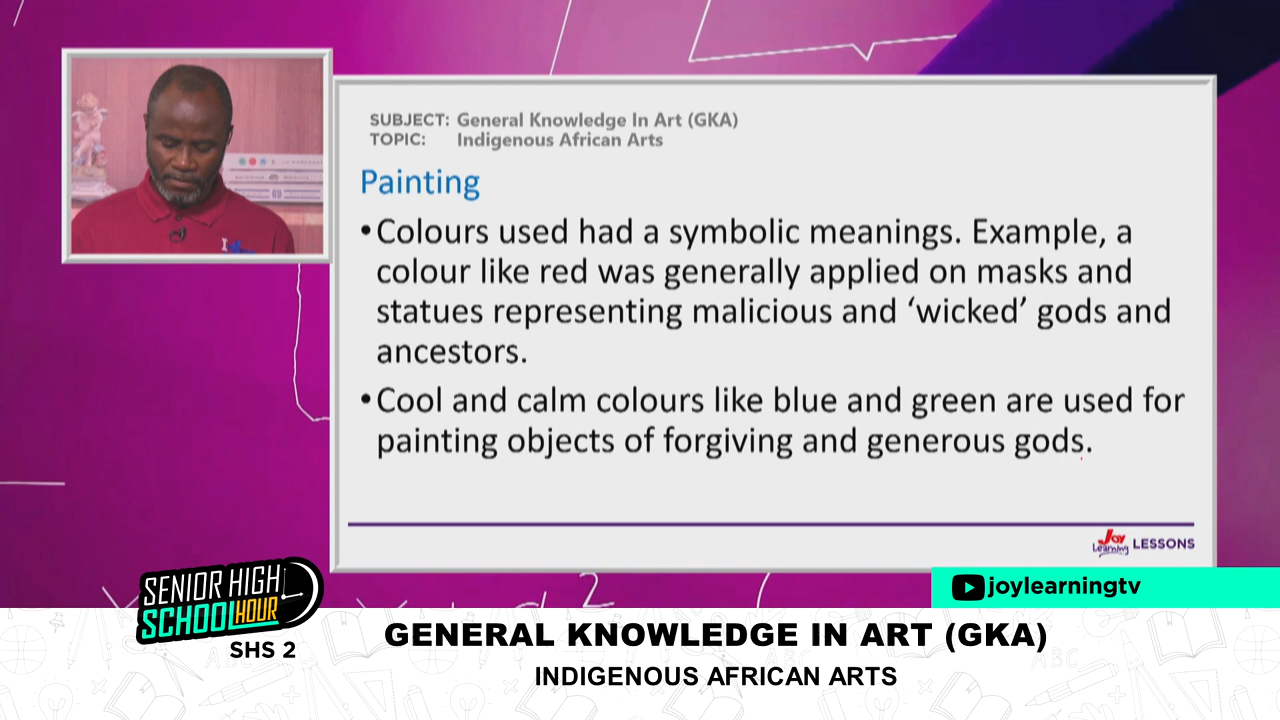 SUBJECT: General Knowledge In Art (GKA)
TOPIC: Indigenous African Arts
Painting
•Colours used had a symbolic meanings. Example, a
colour like red was generally applied on masks and
statues representing malicious and ‘wicked’ gods and
ancestors.
•Cool and calm colours like blue and green are used for
painting objects of forgiving and generous gods.
Joy
Learning LESSONS
joylearningtv
SENIOR HIGH
SCHOOL HOUR
SHS 2
GENERAL KNOWLEDGE IN ART (GKA)
INDIGENOUS AFRICAN ARTS